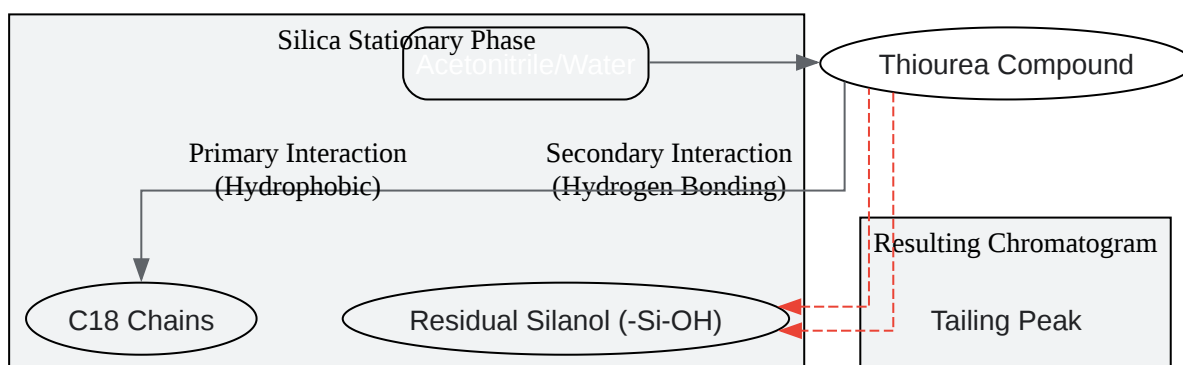 Silica Stationary Phase
Acetonitrile/Water
Thiourea Compound
Primary Interaction
(Hydrophobic)
Secondary Interaction
(Hydrogen Bonding)
Resulting Chromatogram
C18 Chains
Residual Silanol (-Si-OH)
Tailing Peak